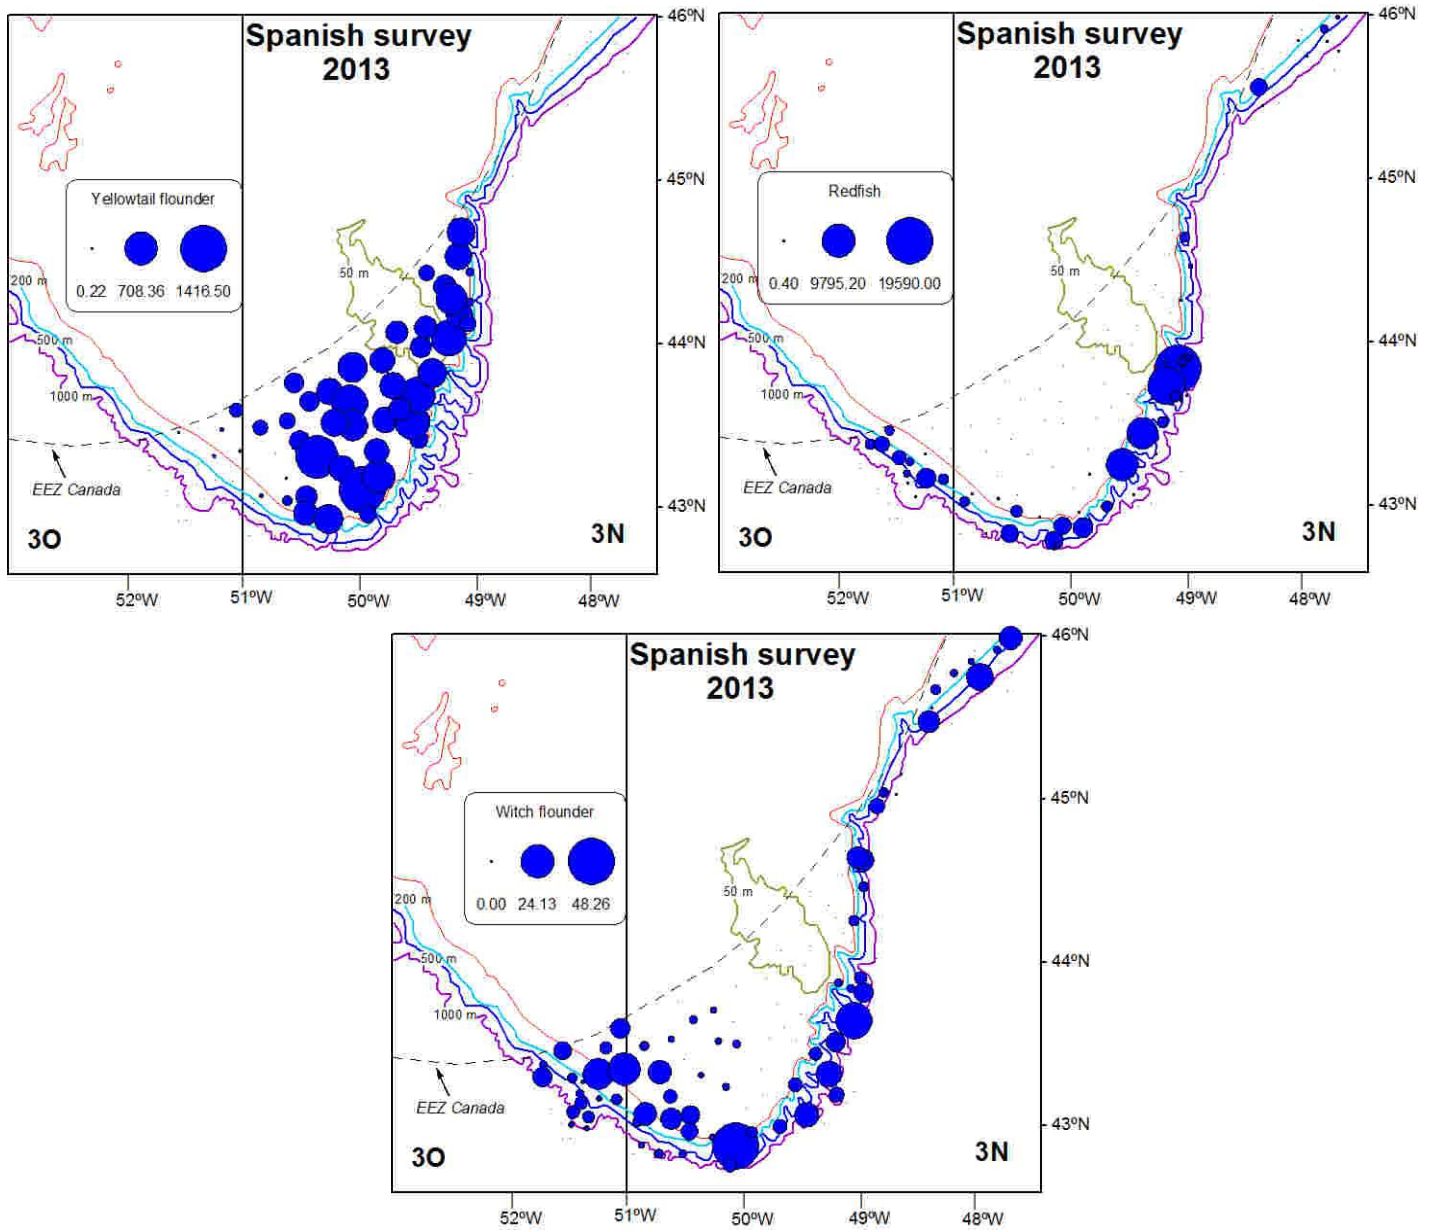 Spanish survey
2013
46ºN
Yellowtail flounder
0.22 708.36 1416.50
45ºN
50 m
200 m
44ºN
500 m
1000 m
EEZ Canada
43ºN
3O
3N
52ºW 51ºW 50ºW 49ºW 48ºW
Spanish survey
2013
46ºN
45ºN
Redfish
0.40 9795.20 19590.00
50 m
200 m
44ºN
500 m
1000 m
EEZ Canada
43ºN
3O
3N
52ºW 51ºW 50ºW 49ºW 48ºW
Spanish survey
2013
46ºN
45ºN
Witch flounder
0.00 24.13 48.26
50 m
200 m
44ºN
500 m
1000 m
EEZ Canada
43ºN
3O
3N
52ºW 51ºW 50ºW 49ºW 48ºW